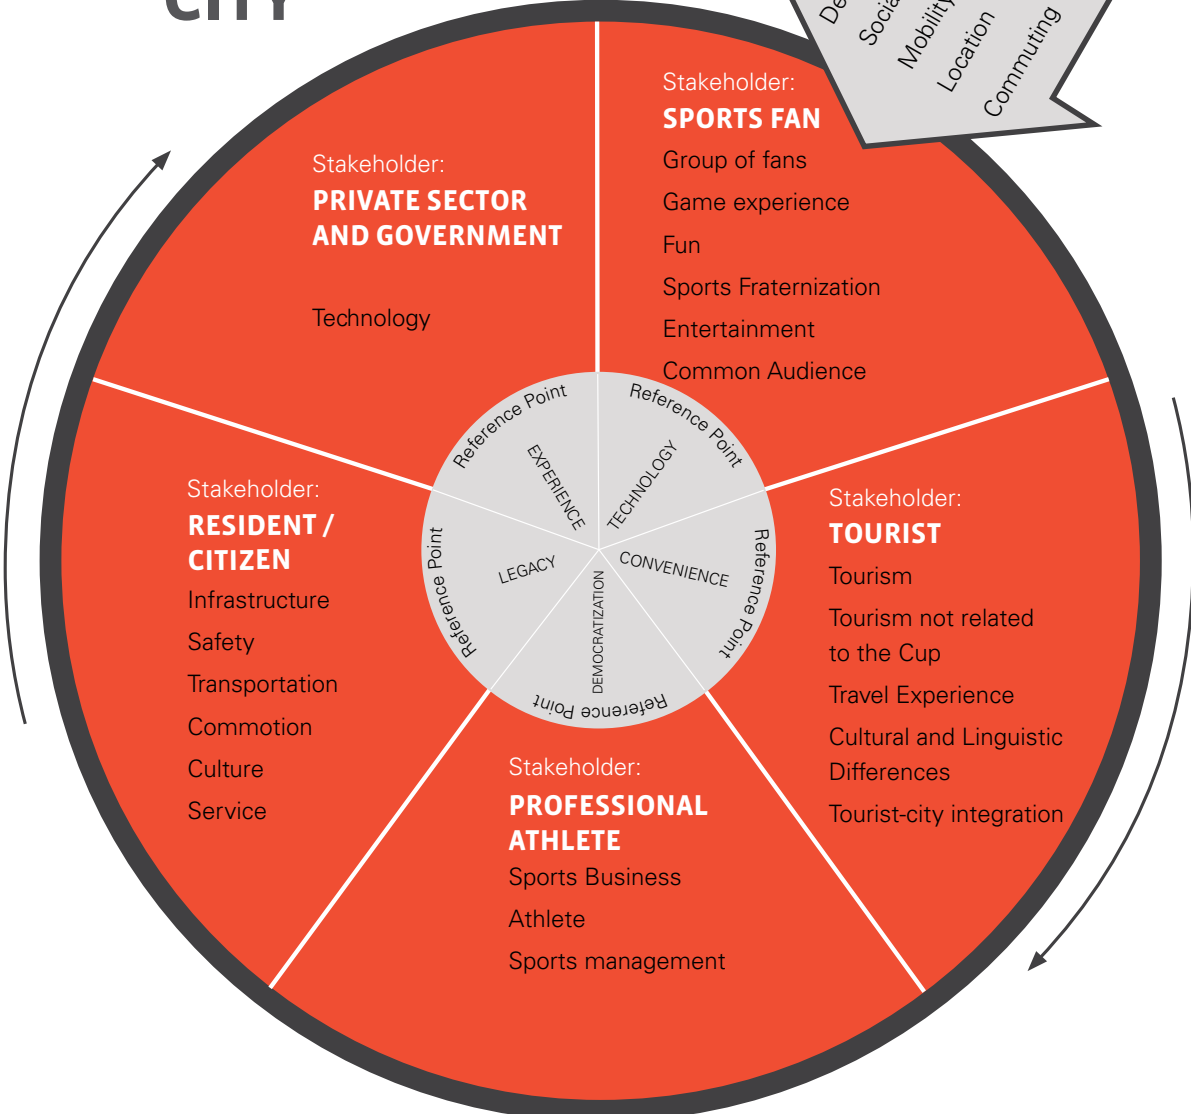 CITY
Mobility
Location
Commuting
Stakeholder:
SPORTS FAN
Group of fans
Game experience
Fun
Sports Fraternization
Entertainment
Common Audience
Stakeholder:
PRIVATE SECTOR
AND GOVERNMENT
Technology
Stakeholder:
TOURIST
Tourism
Tourism not related
to the Cup
Travel Experience
Cultural and Linguistic
Differences
Tourist-city integration
Stakeholder:
RESIDENT /
CITIZEN
Infrastructure
Safety
Transportation
Commotion
Culture
Service
Stakeholder:
PROFESSIONAL
ATHLETE
Sports Business
Athlete
Sports management
Reference Point
EXPERIENCE
Reference Point
TECHNOLOGY
Reference Point
CONVENIENCE
Reference Point
DEMOCRATIZATION
Reference Point
LEGACY